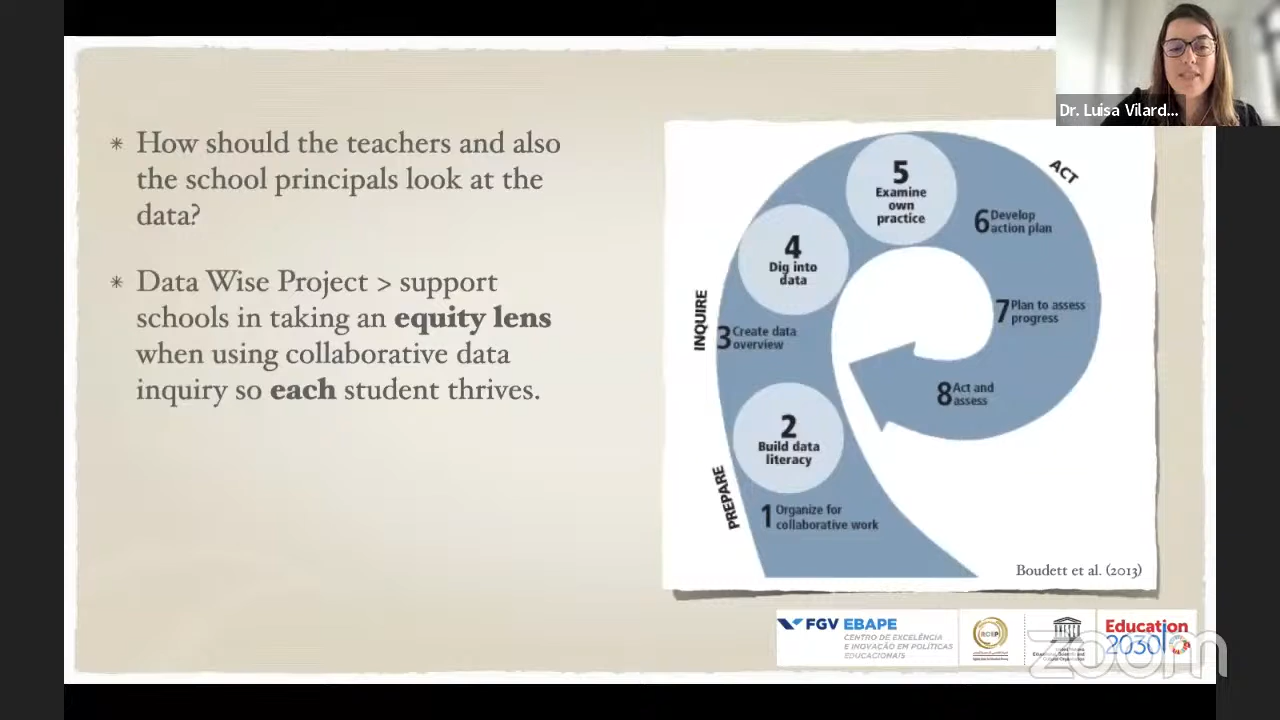 * How should the teachers and also
the school principals look at the
data?
* Data Wise Project > support
schools in taking an equity lens
when using collaborative data
inquiry so each student thrives.
Dr. Luisa Vilard...
ACT
5
Examine
own
practice
6 Develop
action plan
4
Dig into
data
INQUIRE
7 Plan to assess
progress
3 Create data
overview
8 Act and
assess
2
Build data
literacy
PREPARE
1 Organize for
collaborative work
Boudett et al. (2013)
FGV EBAPE
CENTRO DE EXCELÊNCIA
E INOVAÇÃO EM POLÍTICAS
EDUCACIONAIS
Education
2030
zoom